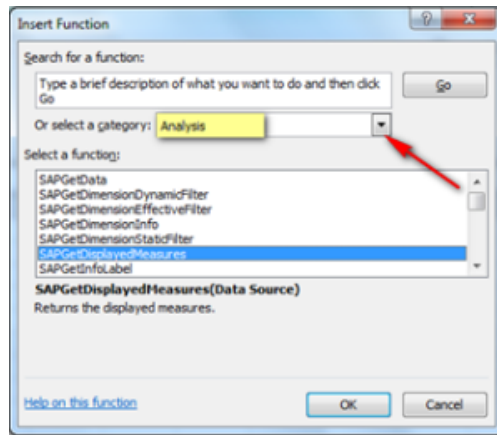 Insert Function
Search for a function:
Type a brief description of what you want to do and then click
Go
Go
Or select a category: Analysis
Select a function:
SAPGetData
SAPGetDimensionDynamicFilter
SAPGetDimensionEffectiveFilter
SAPGetDimensionInfo
SAPGetDimensionStaticFilter
SAPGetDisplayedMeasures
SAPGetInfoLabel
SAPGetDisplayedMeasures(Data Source)
Returns the displayed measures.
Help on this function
OK
Cancel